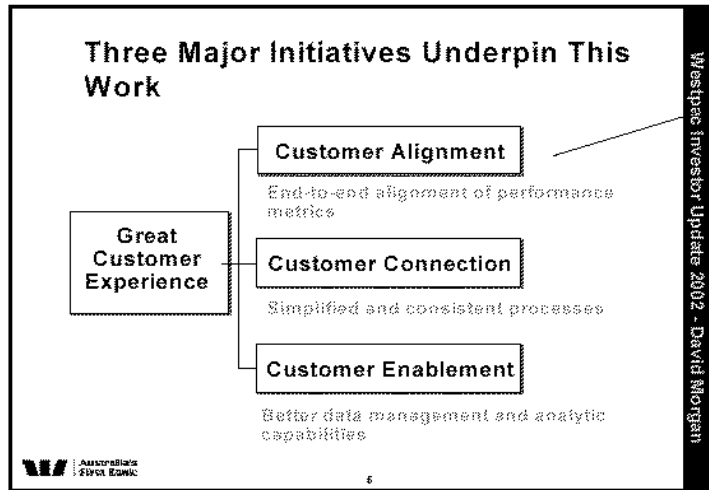 Three Major Initiatives Underpin This
Work
Customer Alignment
End-to-end alignment of performance
metrics
Great
Customer
Experience
Customer Connection
Simplified and consistent processes
Customer Enablement
Better data management and analytic
capabilities
Australia's
First Bank
Westpac Investor Update 2002 - David Morgan